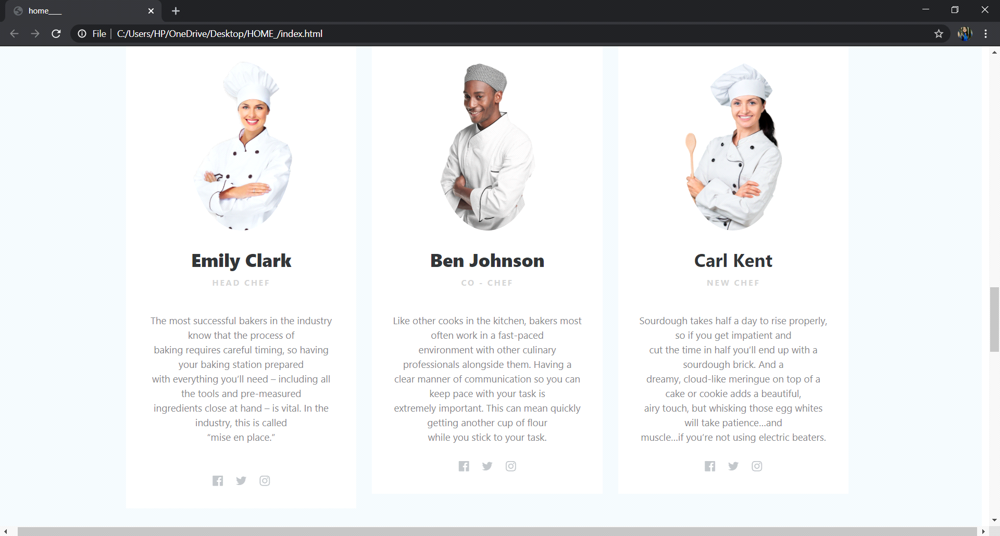 home___
File | C:/Users/HP/OneDrive/Desktop/HOME_/index.html
Emily Clark
HEAD CHEF
The most successful bakers in the industry
know that the process of
baking requires careful timing, so having
your baking station prepared
with everything you’ll need – including all
the tools and pre-measured
ingredients close at hand – is vital. In the
industry, this is called
“mise en place.”
Ben Johnson
CO - CHEF
Like other cooks in the kitchen, bakers most
often work in a fast-paced
environment with other culinary
professionals alongside them. Having a
clear manner of communication so you can
keep pace with your task is
extremely important. This can mean quickly
getting another cup of flour
while you stick to your task.
Carl Kent
NEW CHEF
Sourdough takes half a day to rise properly,
so if you get impatient and
cut the time in half you’ll end up with a
sourdough brick. And a
dreamy, cloud-like meringue on top of a
cake or cookie adds a beautiful,
airy touch, but whisking those egg whites
will take patience...and
muscle...if you’re not using electric beaters.